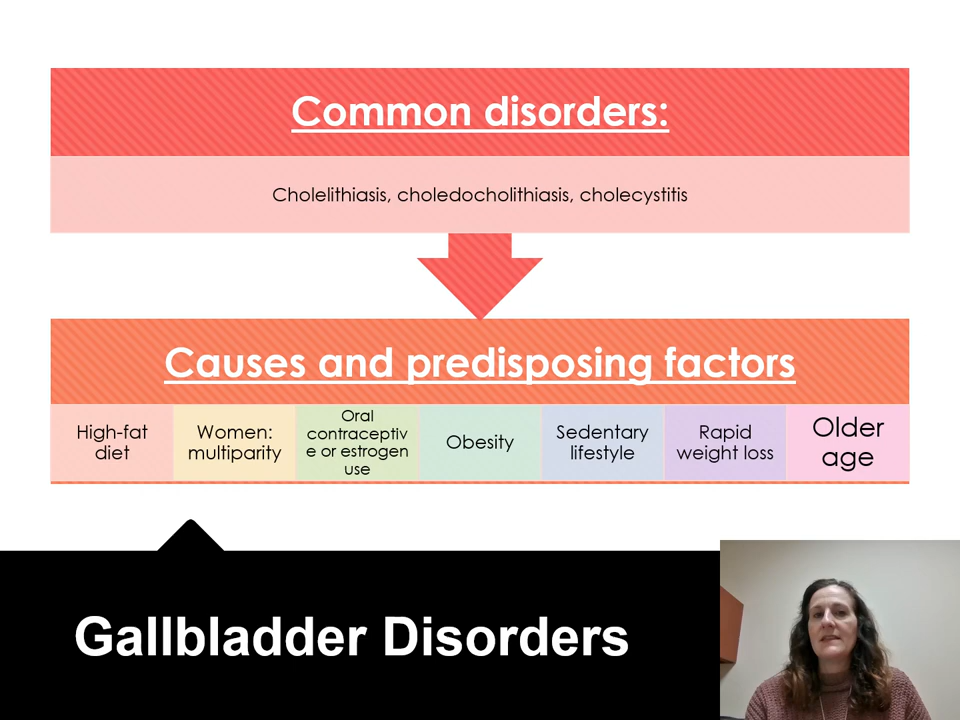 Common disorders:
Cholelithiasis, choledocholithiasis, cholecystitis
Causes and predisposing factors
High-fat
diet
Women:
multiparity
Oral
contraceptiv
e or estrogen
use
Obesity
Sedentary
lifestyle
Rapid
weight loss
Older
age
Gallbladder Disorders